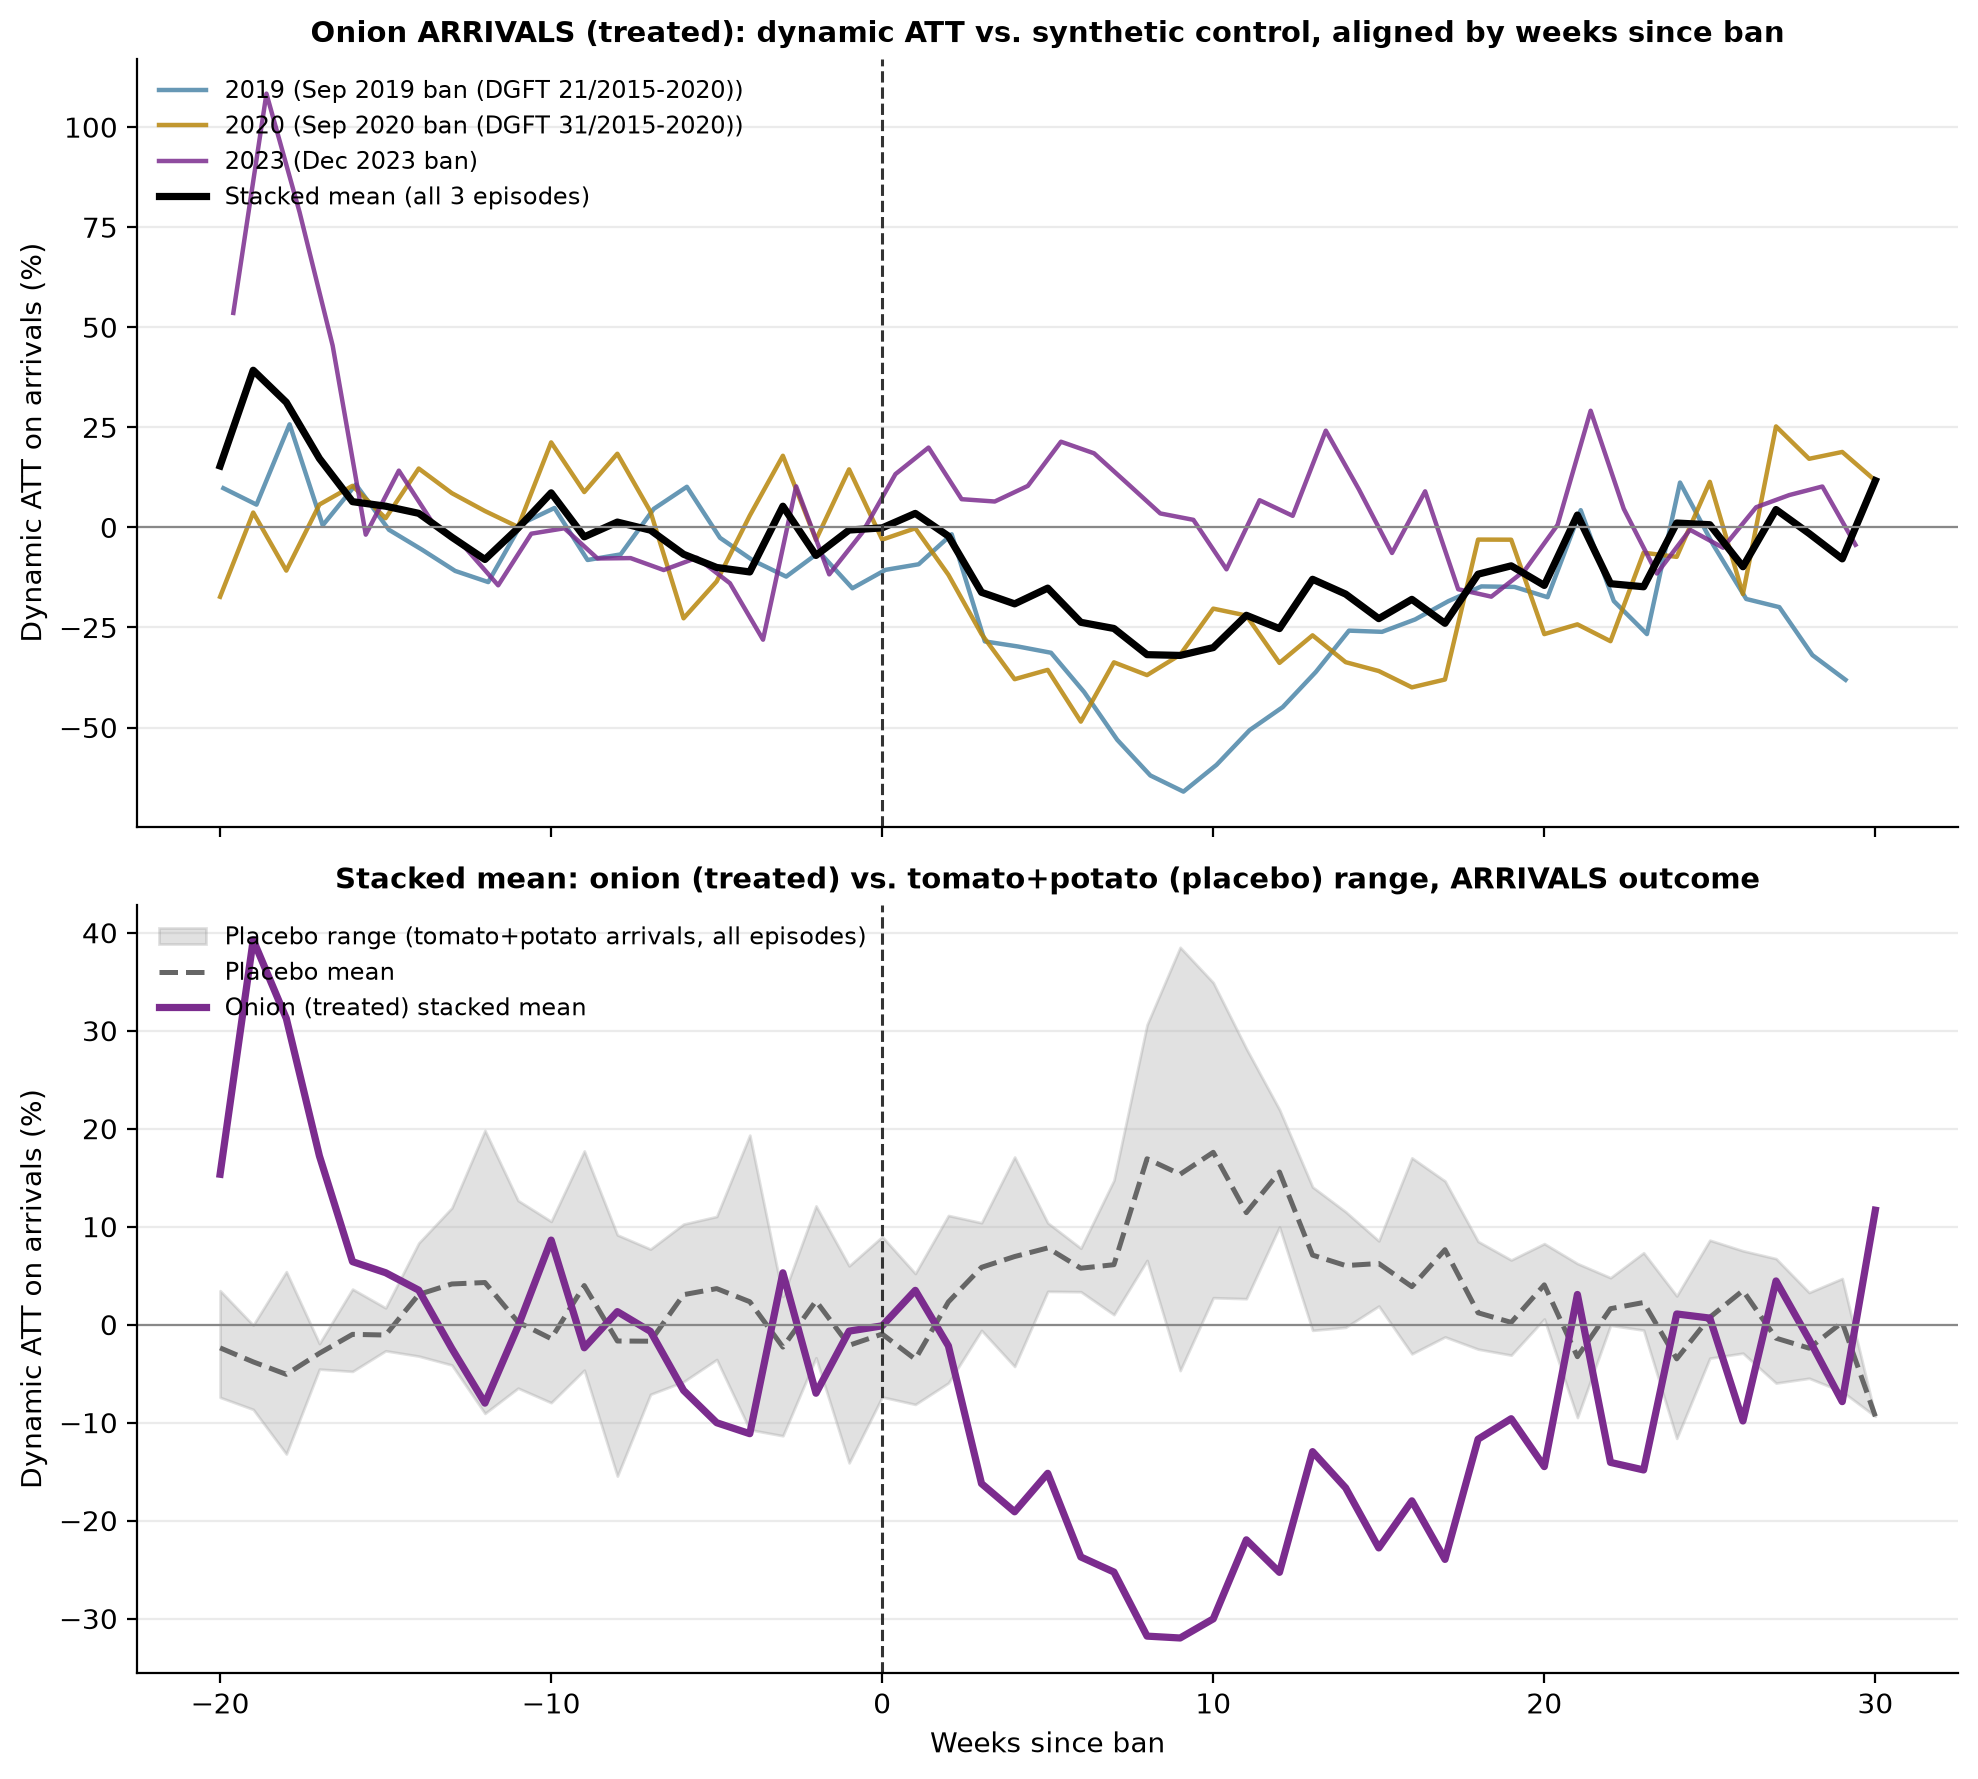 Onion ARRIVALS (treated): dynamic ATT vs. synthetic control, aligned by weeks since ban
2019 (Sep 2019 ban (DGFT 21/2015-2020))
2020 (Sep 2020 ban (DGFT 31/2015-2020))
2023 (Dec 2023 ban)
Stacked mean (all 3 episodes)
Dynamic ATT on arrivals (%)
100
75
50
25
0
−25
−50
Stacked mean: onion (treated) vs. tomato+potato (placebo) range, ARRIVALS outcome
Placebo range (tomato+potato arrivals, all episodes)
Placebo mean
Onion (treated) stacked mean
Dynamic ATT on arrivals (%)
40
30
20
10
0
−10
−20
−30
−20 −10 0 10 20 30
Weeks since ban